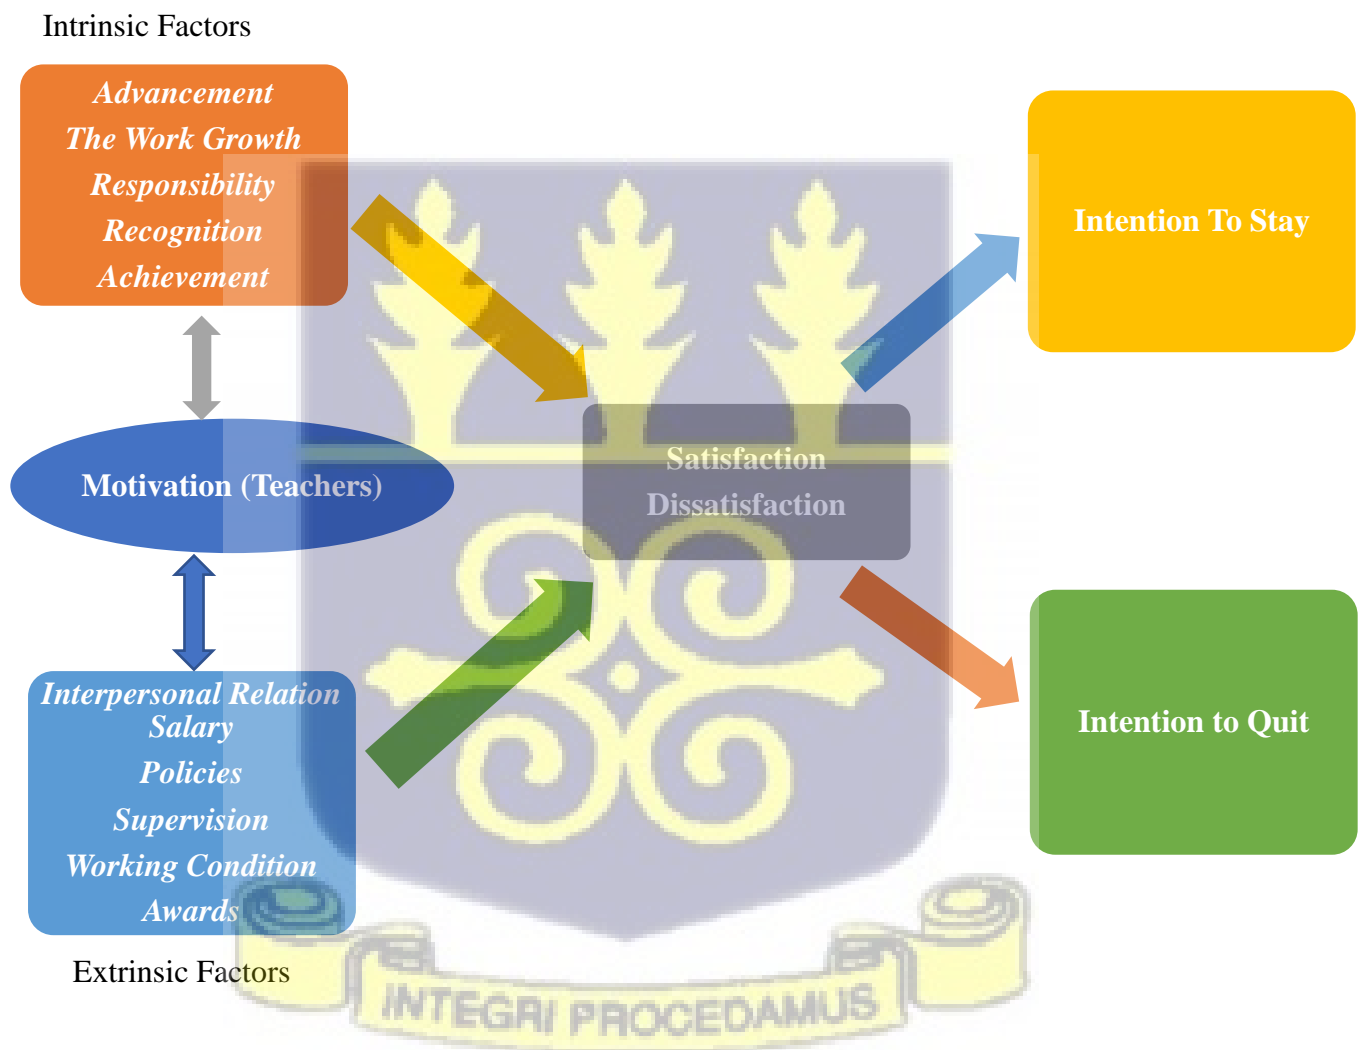 Intrinsic Factors
Advancement
The Work Growth
Responsibility
Recognition
Achievement
Intention To Stay
Motivation (Teachers)
Satisfaction
Dissatisfaction
Interpersonal Relation
Salary
Policies
Supervision
Working Condition
Awards
Intention to Quit
Extrinsic Factors
INTEGRI PROCEDAMUS